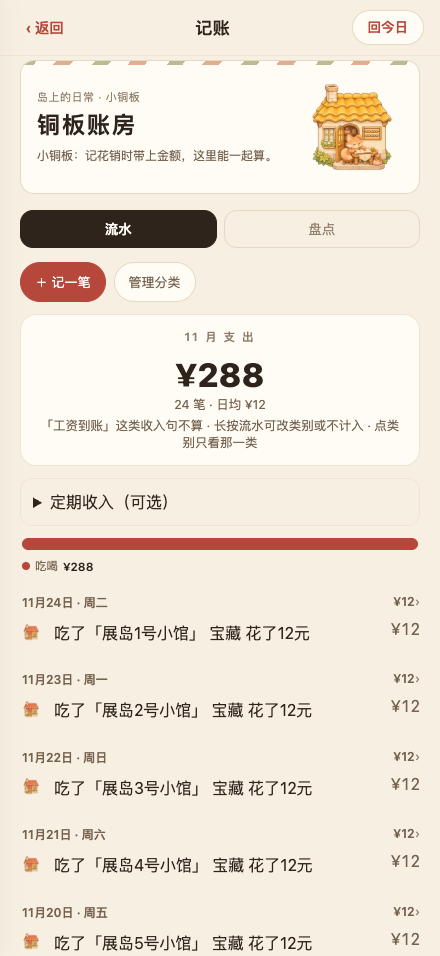 ‹ 返回
记账
回今日
岛上的日常 · 小铜板
铜板账房
小铜板：记花销时带上金额，这里能一起算。
流水
盘点
＋ 记一笔
管理分类
11 月 支 出
¥288
24 笔 · 日均 ¥12
「工资到账」这类收入句不算 · 长按流水可改类别或不计入 · 点类
别只看那一类
▶ 定期收入（可选）
吃喝 ¥288
11月24日 · 周二 ¥12›
吃了「展岛1号小馆」 宝藏 花了12元 ¥12
11月23日 · 周一 ¥12›
吃了「展岛2号小馆」 宝藏 花了12元 ¥12
11月22日 · 周日 ¥12›
吃了「展岛3号小馆」 宝藏 花了12元 ¥12
11月21日 · 周六 ¥12›
吃了「展岛4号小馆」 宝藏 花了12元 ¥12
11月20日 · 周五 ¥12›
吃了「展岛5号小馆」 宝藏 花了12元 ¥12